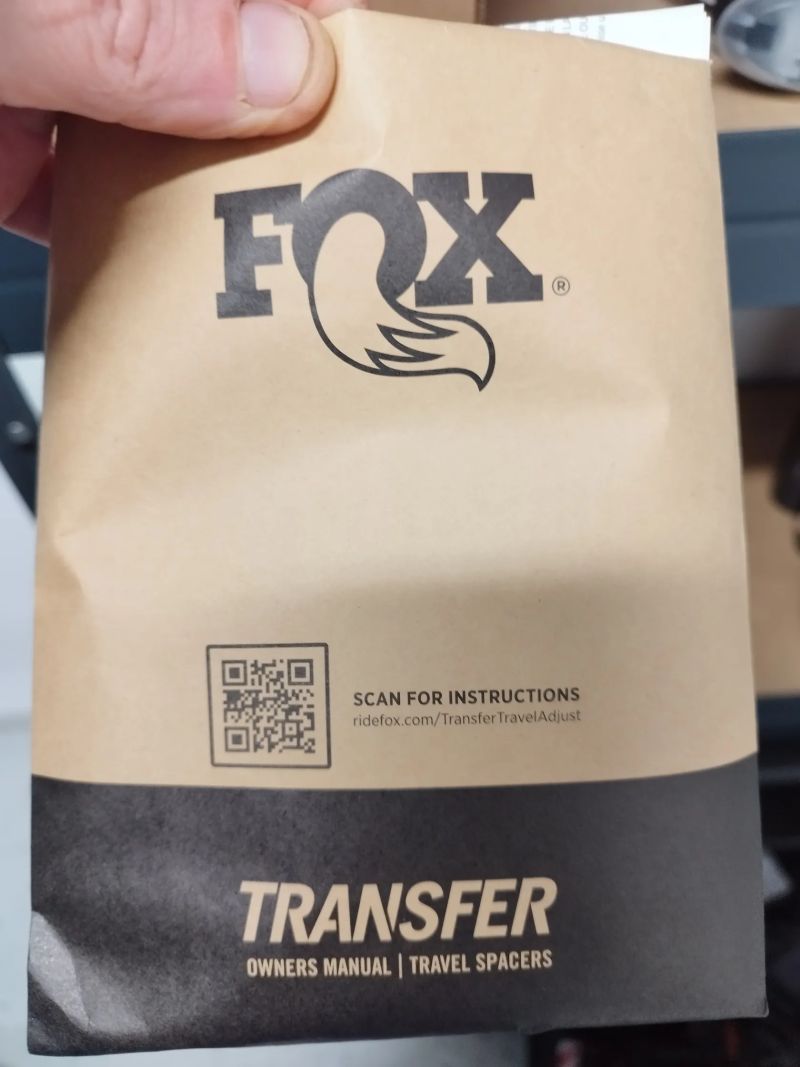 FOX®
SCAN FOR INSTRUCTIONS
ridefox.com/TransferTravelAdjust
TRANSFER
OWNERS MANUAL | TRAVEL SPACERS